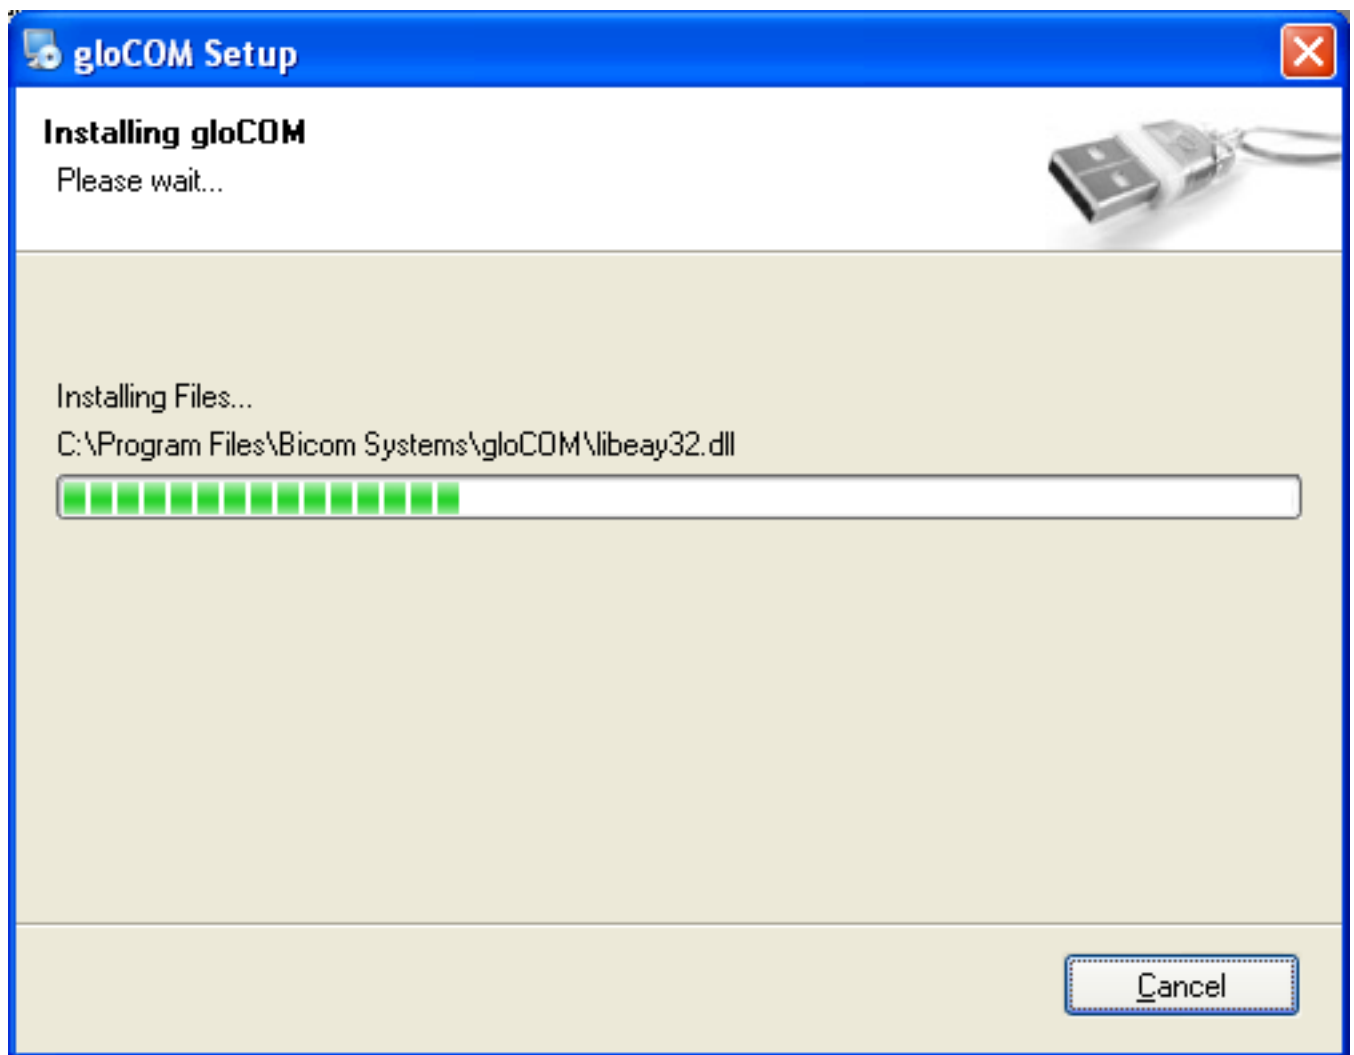 gloCOM Setup
Installing gloCOM
Please wait...
Installing Files...
C:\Program Files\Bicom Systems\gloCOM\libeay32.dll
Cancel